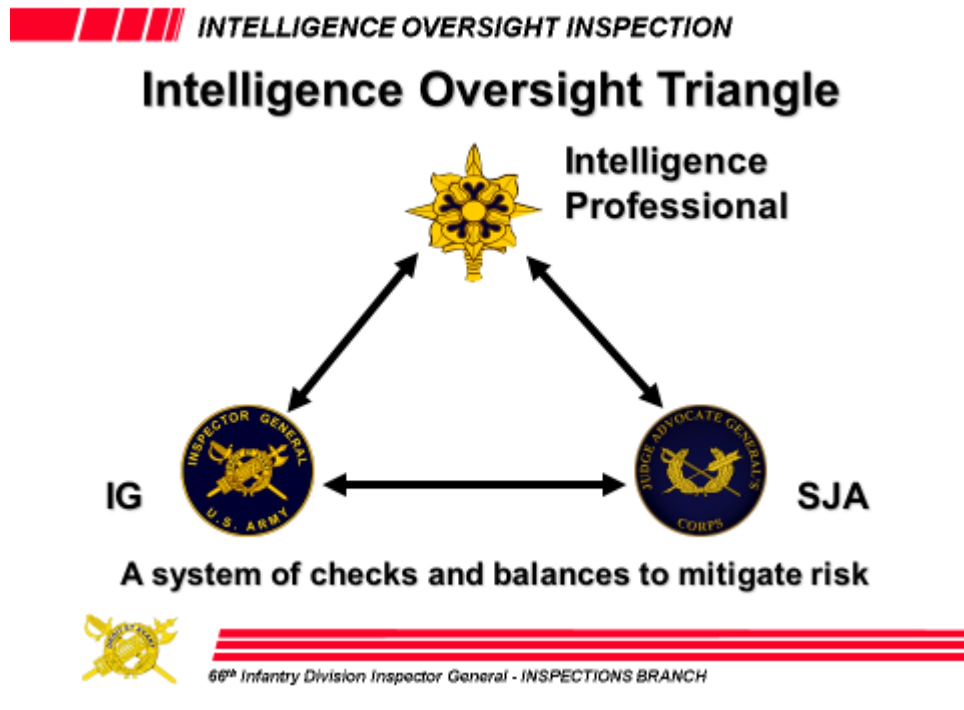 INTELLIGENCE OVERSIGHT INSPECTION
Intelligence Oversight Triangle
Intelligence
Professional
INSPECTOR GENERAL
U.S. ARMY
IG
JUDGE ADVOCATE GENERAL'S
CORPS
SJA
A system of checks and balances to mitigate risk
66th Infantry Division Inspector General - INSPECTIONS BRANCH